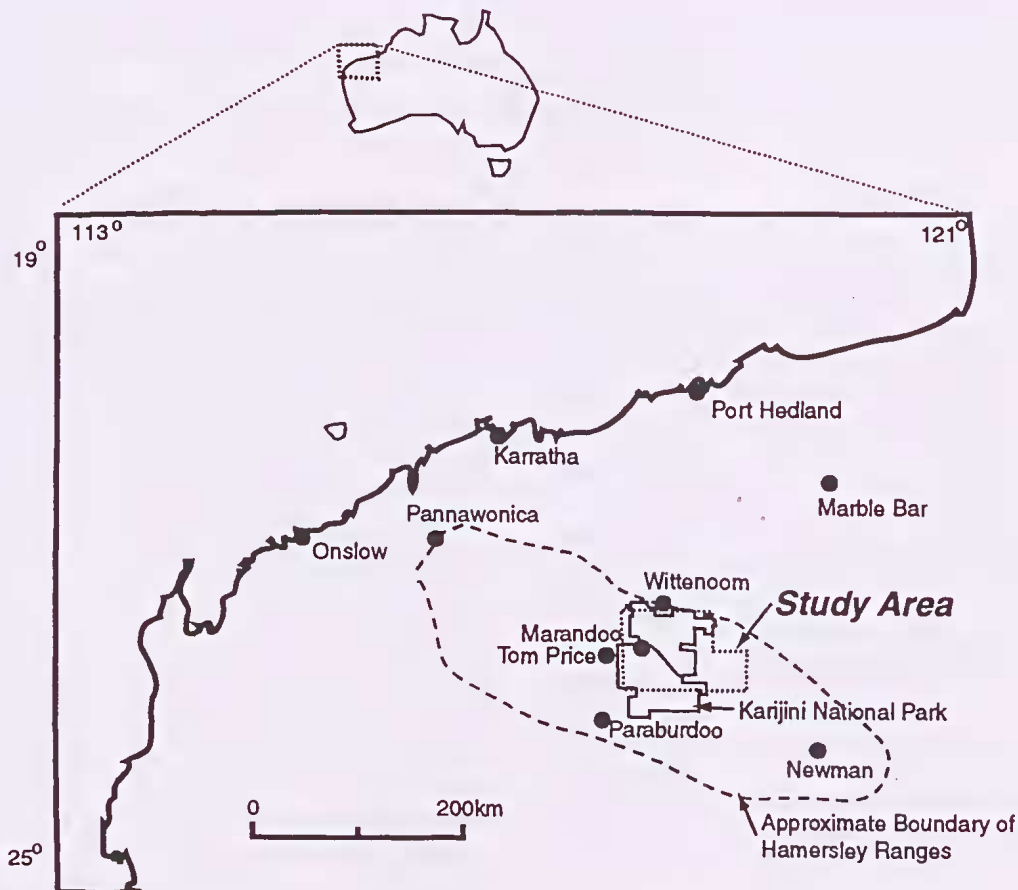 113°
121°
19°
Port Hedland
Karratha
Marble Bar
Pannawonica
Onslow
Wittenoom
Study Area
Marandoo
Tom Price
Karijini National Park
Paraburdoo
Newman
0 200km
Approximate Boundary of
Hamersley Ranges
25°